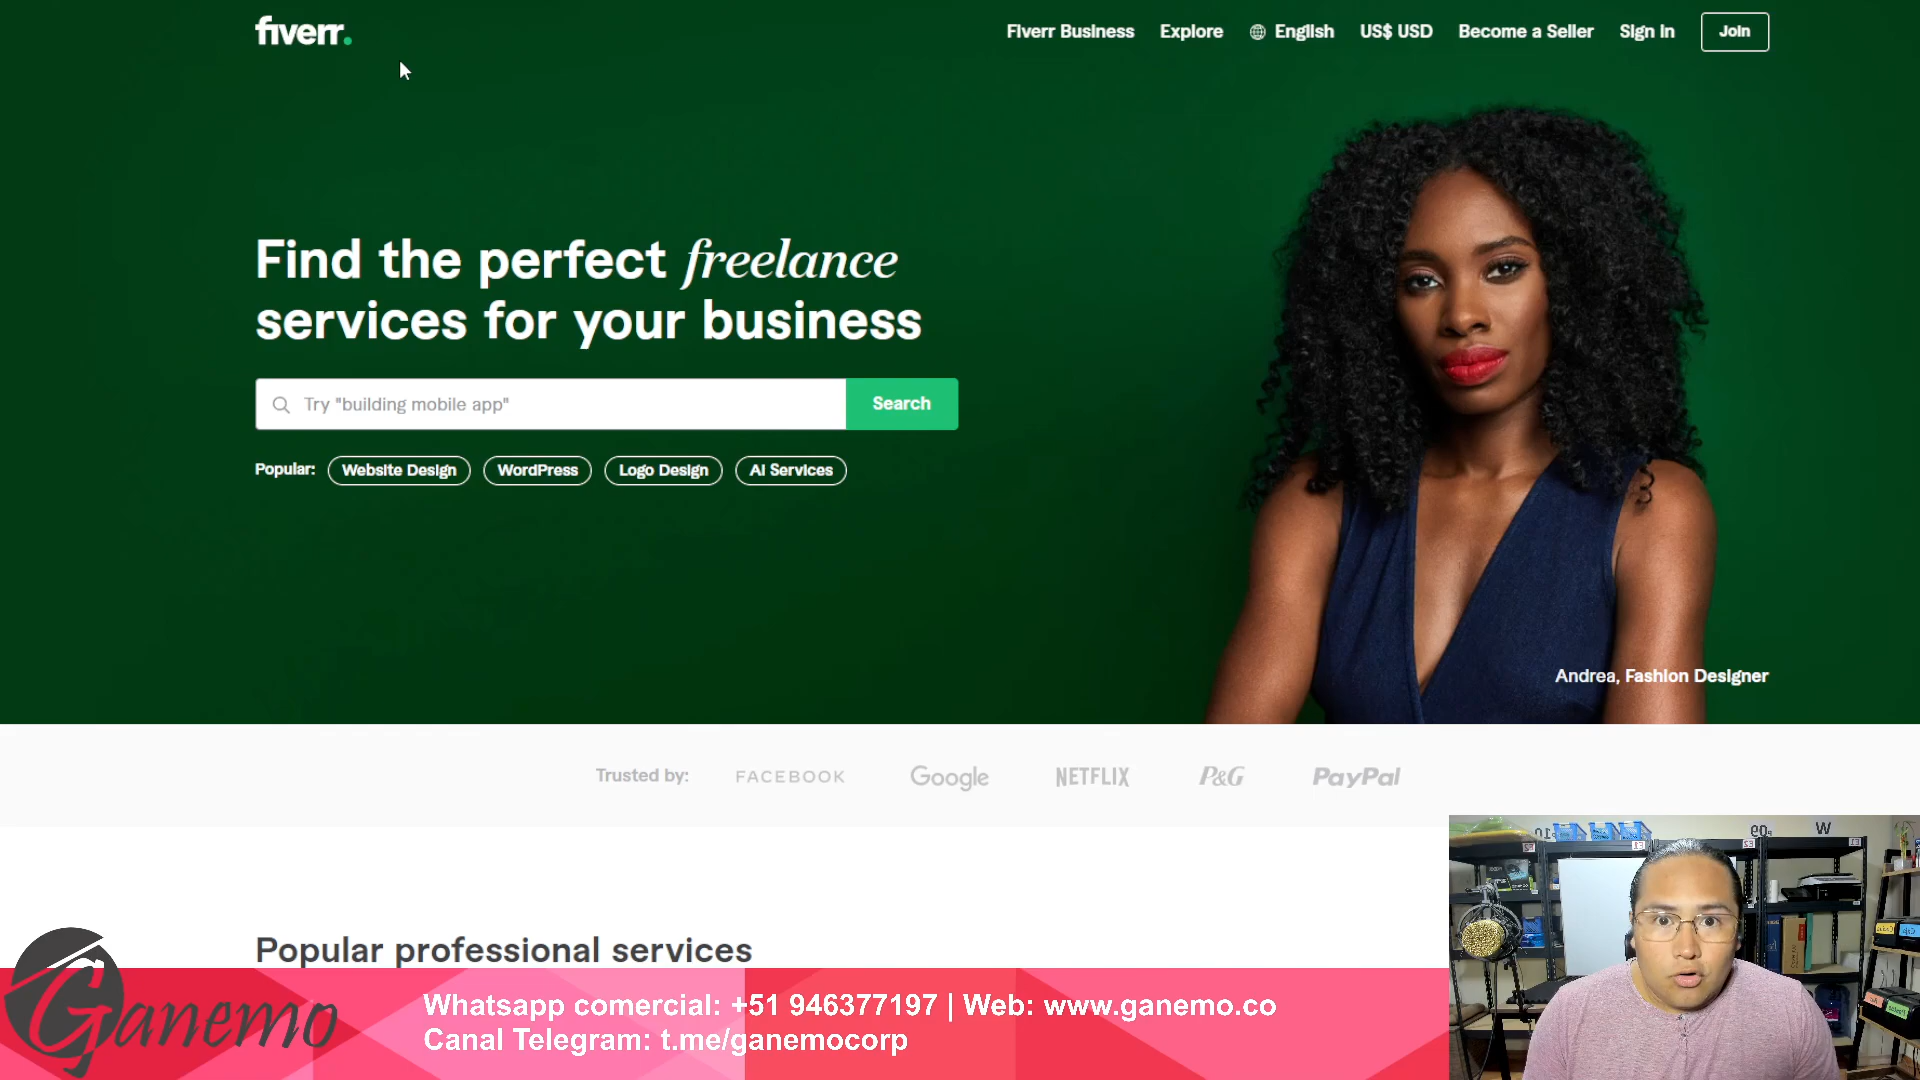 fiverr.
Fiverr Business
Explore
English
US$ USD
Become a Seller
Sign In
Join
Find the perfect freelance
services for your business
Try "building mobile app"
Search
Popular:
Website Design
WordPress
Logo Design
AI Services
Andrea, Fashion Designer
Trusted by:
FACEBOOK
Google
NETFLIX
P&G
PayPal
Popular professional services
Ganemo
Whatsapp comercial: +51 946377197 | Web: www.ganemo.co
Canal Telegram: t.me/ganemocorp